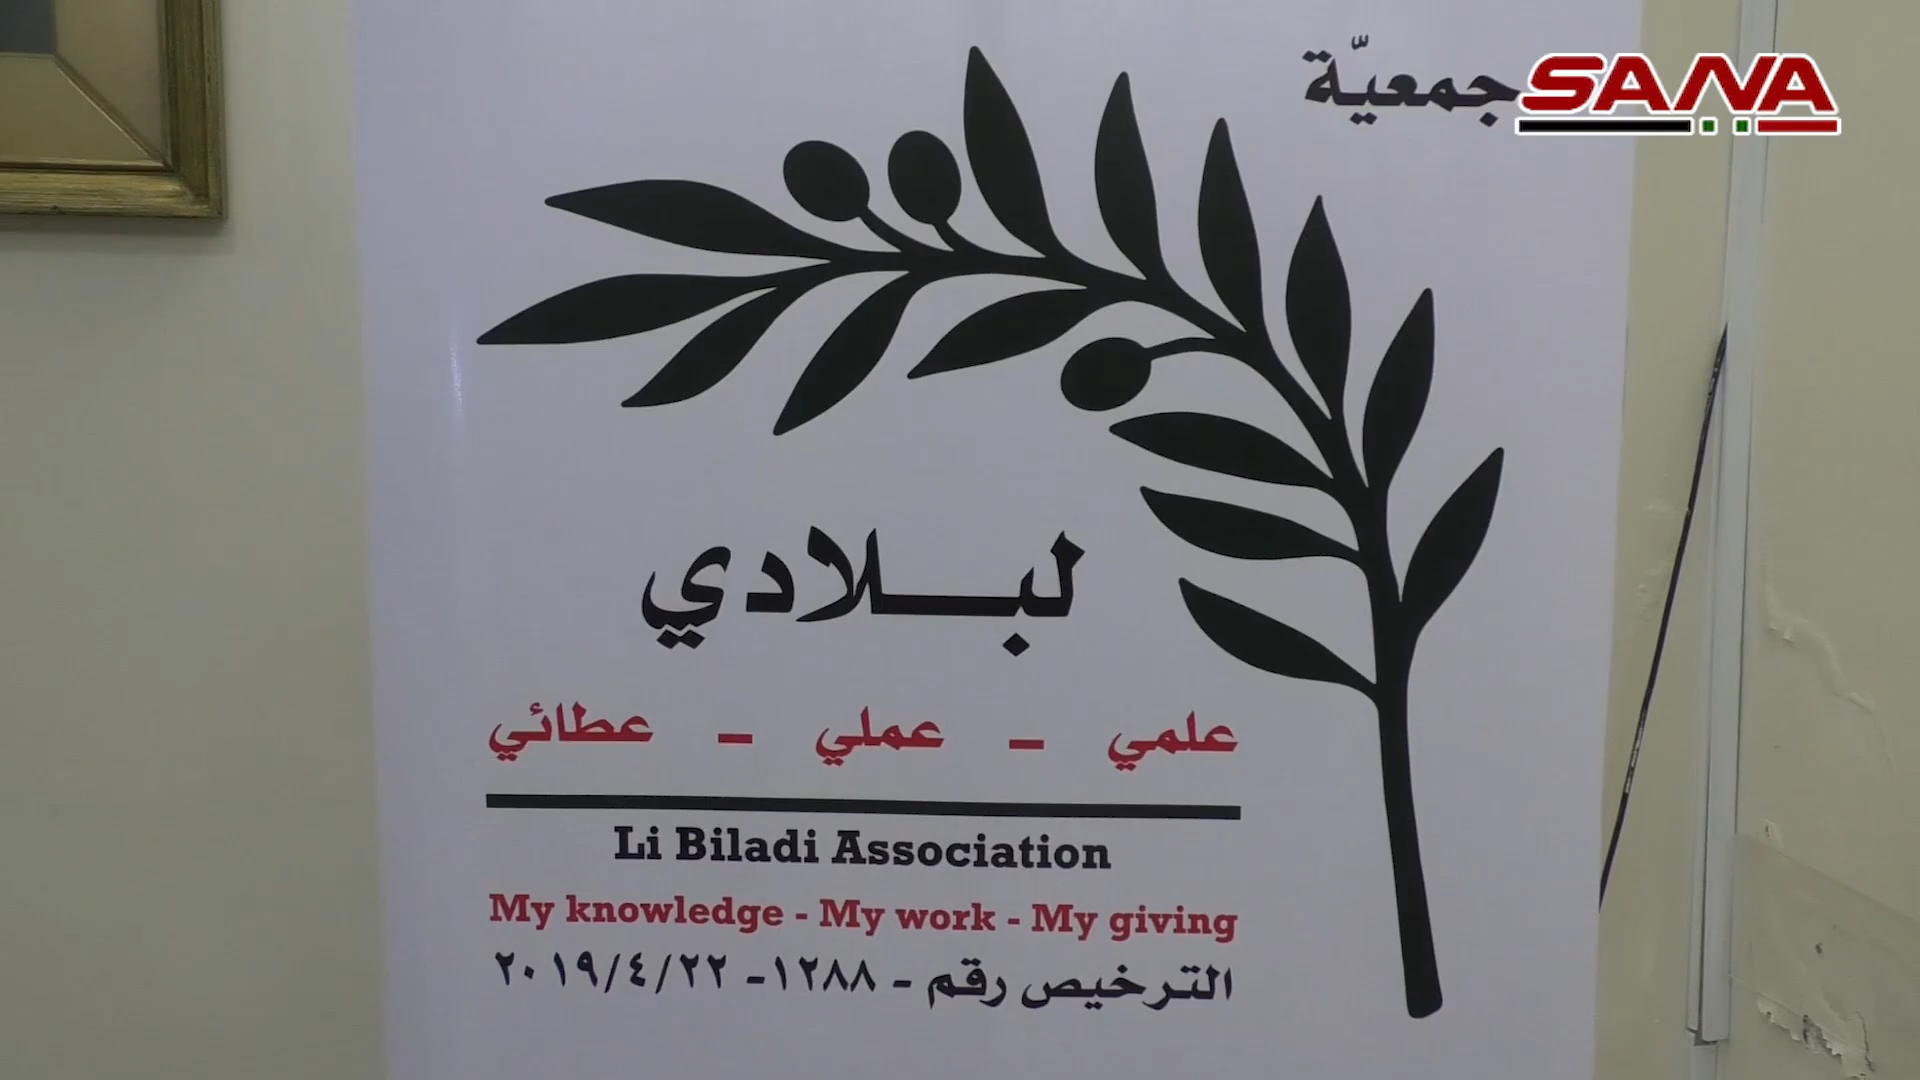 جمعيّة
SANA
لبـــلادي
علمي - عملي - عطائي
Li Biladi Association
My knowledge - My work - My giving
الترخيص رقم - ١٢٨٨- ٢٠١٩/٤/٢٢